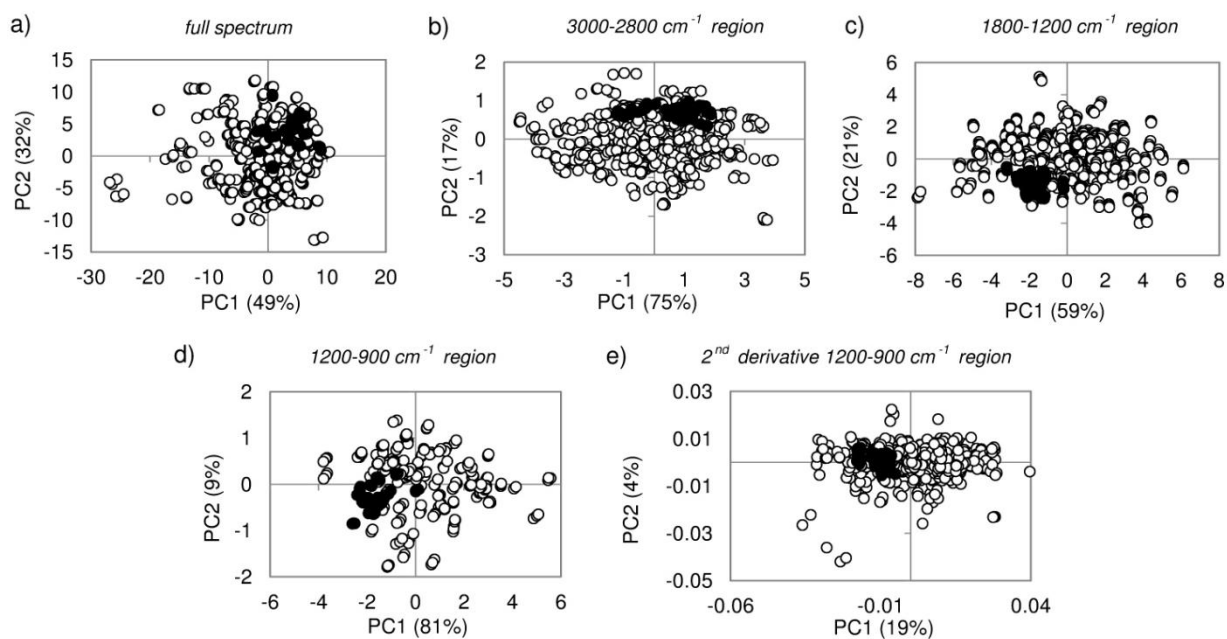 a) full spectrum
15
10
5
0
-5
-10
-15
-30 -20 -10 0 10 20
PC2 (32%)
PC1 (49%)
b) 3000-2800 cm⁻¹ region
2
1
0
-1
-2
-3
-5 -3 -1 1 3 5
PC2 (17%)
PC1 (75%)
c) 1800-1200 cm⁻¹ region
6
4
2
0
-2
-4
-6
-8 -6 -4 -2 0 2 4 6 8
PC2 (21%)
PC1 (59%)
d) 1200-900 cm⁻¹ region
2
1
0
-1
-2
-6 -4 -2 0 2 4 6
PC2 (9%)
PC1 (81%)
e) 2ⁿᵈ derivative 1200-900 cm⁻¹ region
0.03
0.01
-0.01
-0.03
-0.05
-0.06 -0.01 0.04
PC2 (4%)
PC1 (19%)